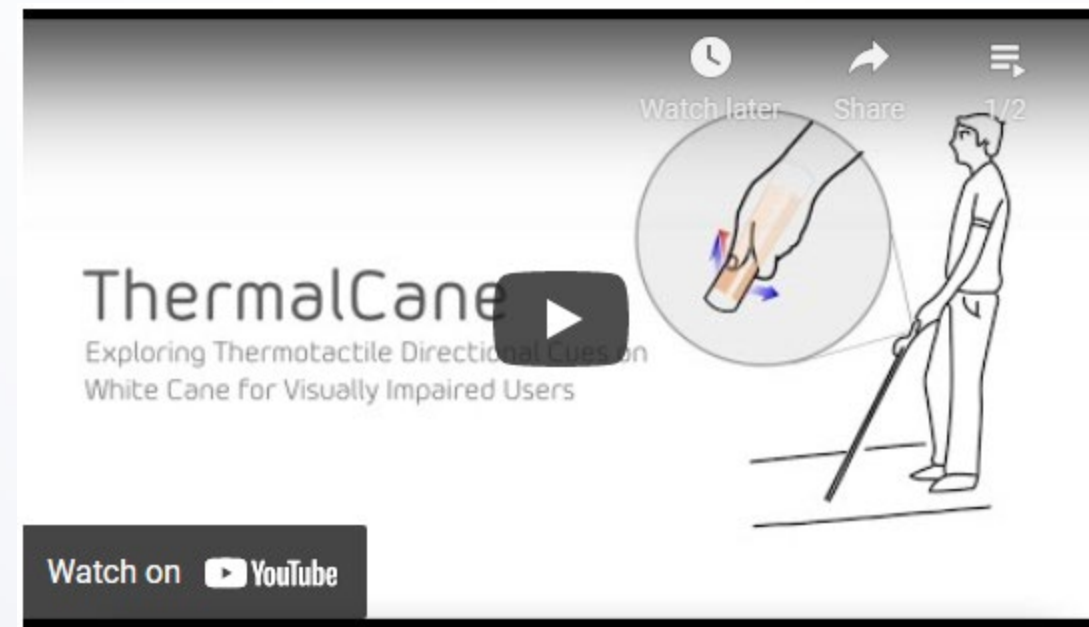 Watch later Share 1/2
ThermalCane
Exploring Thermotactile Directional Cues on
White Cane for Visually Impaired Users
Watch on YouTube